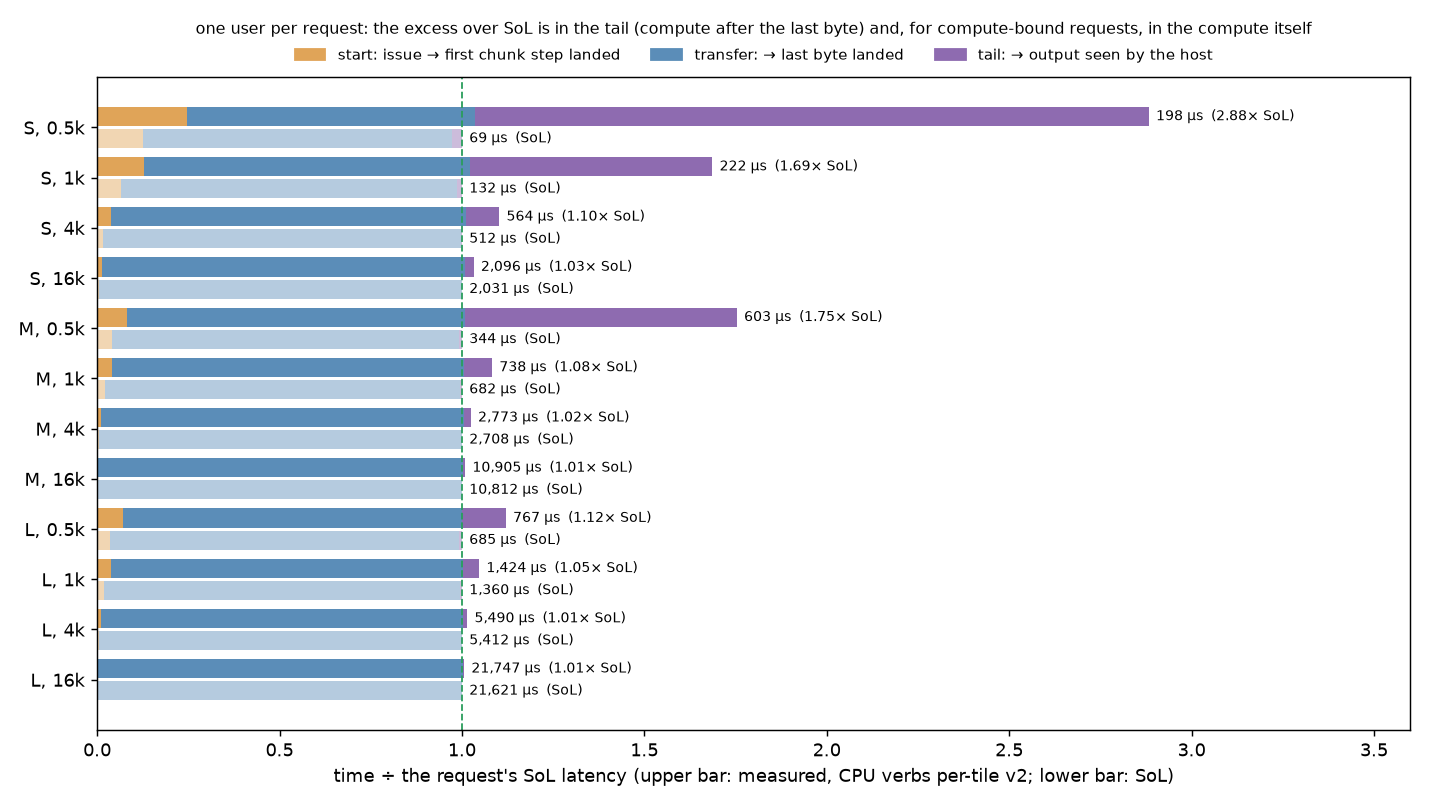 one user per request: the excess over SoL is in the tail (compute after the last byte) and, for compute-bound requests, in the compute itself
start: issue → first chunk step landed
transfer: → last byte landed
tail: → output seen by the host
S, 0.5k
198 μs (2.88× SoL)
69 μs (SoL)
S, 1k
222 μs (1.69× SoL)
132 μs (SoL)
S, 4k
564 μs (1.10× SoL)
512 μs (SoL)
S, 16k
2,096 μs (1.03× SoL)
2,031 μs (SoL)
M, 0.5k
603 μs (1.75× SoL)
344 μs (SoL)
M, 1k
738 μs (1.08× SoL)
682 μs (SoL)
M, 4k
2,773 μs (1.02× SoL)
2,708 μs (SoL)
M, 16k
10,905 μs (1.01× SoL)
10,812 μs (SoL)
L, 0.5k
767 μs (1.12× SoL)
685 μs (SoL)
L, 1k
1,424 μs (1.05× SoL)
1,360 μs (SoL)
L, 4k
5,490 μs (1.01× SoL)
5,412 μs (SoL)
L, 16k
21,747 μs (1.01× SoL)
21,621 μs (SoL)
0.0 0.5 1.0 1.5 2.0 2.5 3.0 3.5
time ÷ the request's SoL latency (upper bar: measured, CPU verbs per-tile v2; lower bar: SoL)